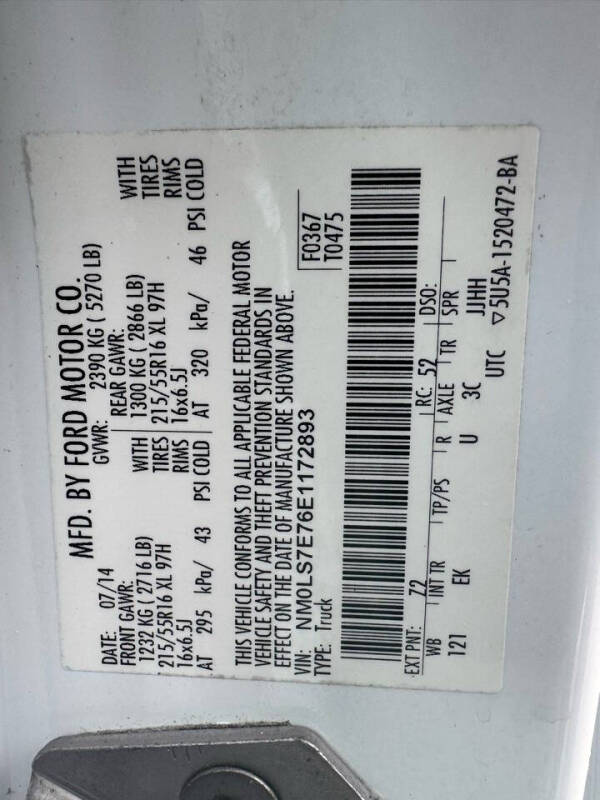 MFD. BY FORD MOTOR CO.
DATE: 07/14 GVWR: 2390 KG ( 5270 LB)
FRONT GAWR: REAR GAWR:
1232 KG ( 2716 LB) WITH 1300 KG ( 2866 LB) WITH
215/55R16 XL 97H TIRES 215/55R16 XL 97H TIRES
16x6.5J RIMS 16x6.5J RIMS
AT 295 kPa/ 43 PSI COLD AT 320 kPa/ 46 PSI COLD
THIS VEHICLE CONFORMS TO ALL APPLICABLE FEDERAL MOTOR
VEHICLE SAFETY AND THEFT PREVENTION STANDARDS IN
EFFECT ON THE DATE OF MANUFACTURE SHOWN ABOVE.
VIN: NM0LS7E76E1172893 F0367
TYPE: Truck T0475
EXT PNT: Z2 RC: 52 DSO:
WB INT TR TP/PS R AXLE TR SPR
121 EK U 3C JJHH
UTC ▽5U5A-1520472-BA